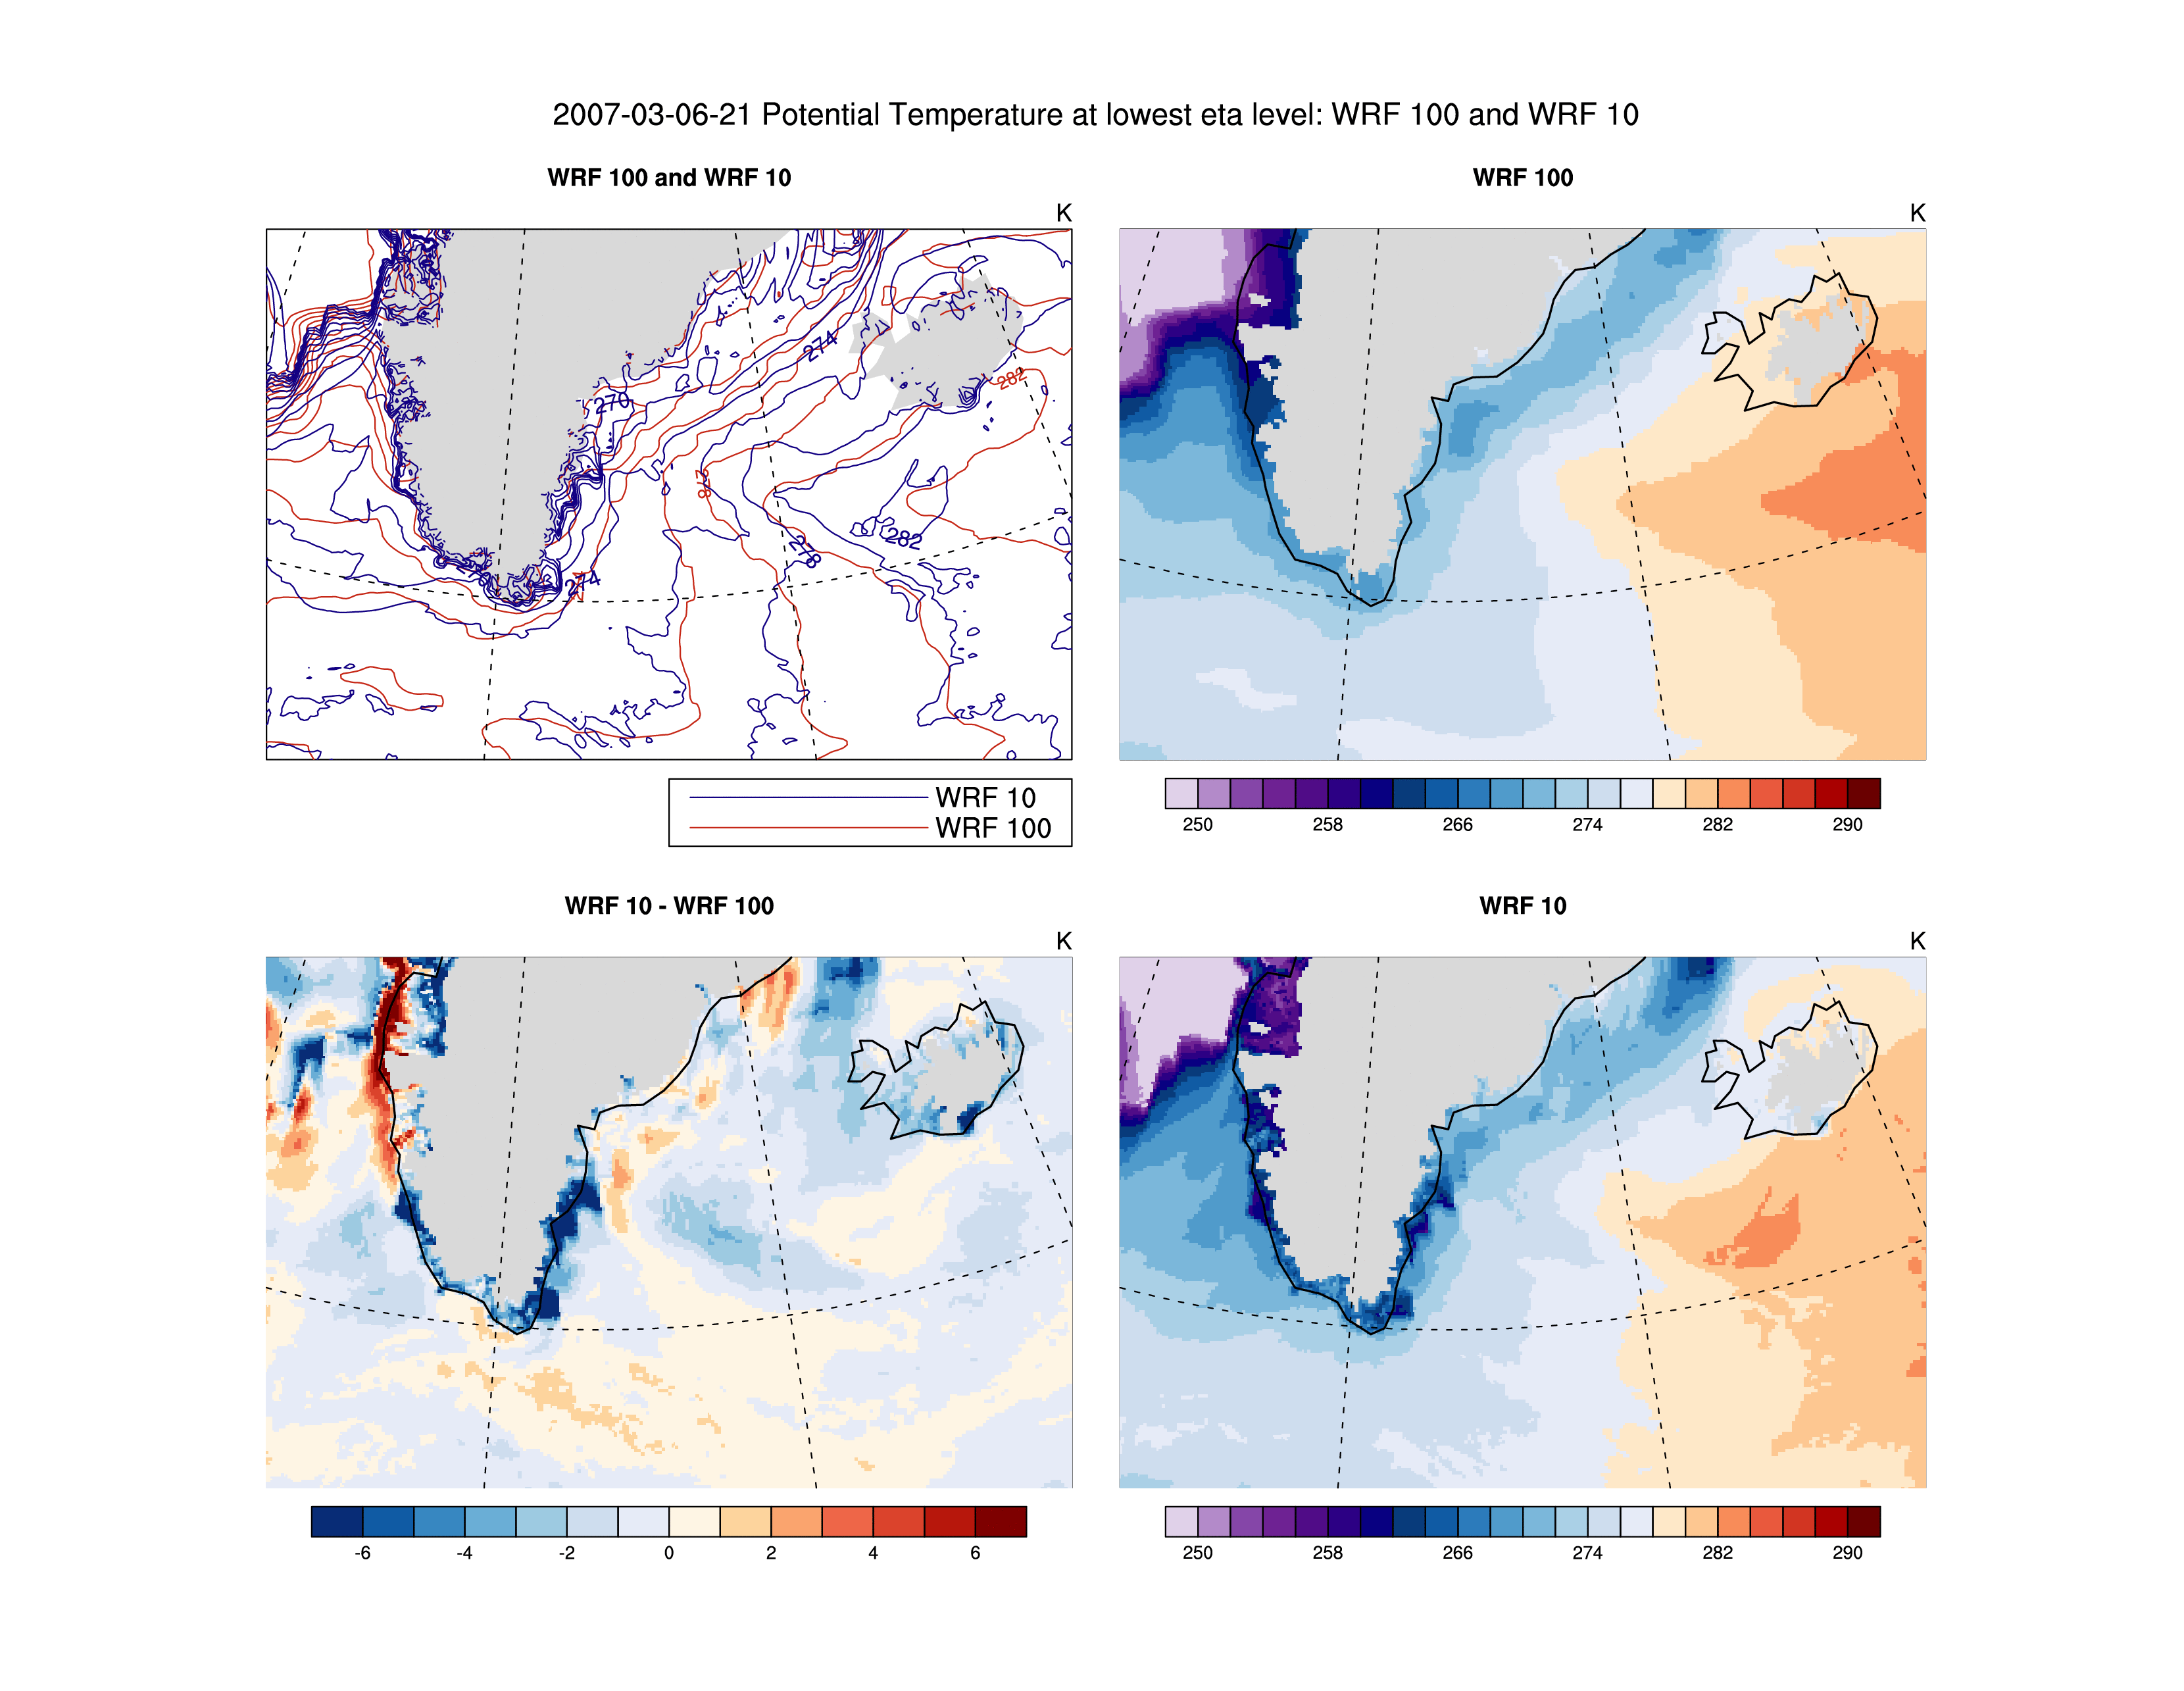 2007-03-06-21 Potential Temperature at lowest eta level: WRF 100 and WRF 10
WRF 100 and WRF 10
K
274
270
282
278
282
278
274
WRF 10
WRF 100
WRF 100
K
250 258 266 274 282 290
WRF 10 - WRF 100
K
-6 -4 -2 0 2 4 6
WRF 10
K
250 258 266 274 282 290